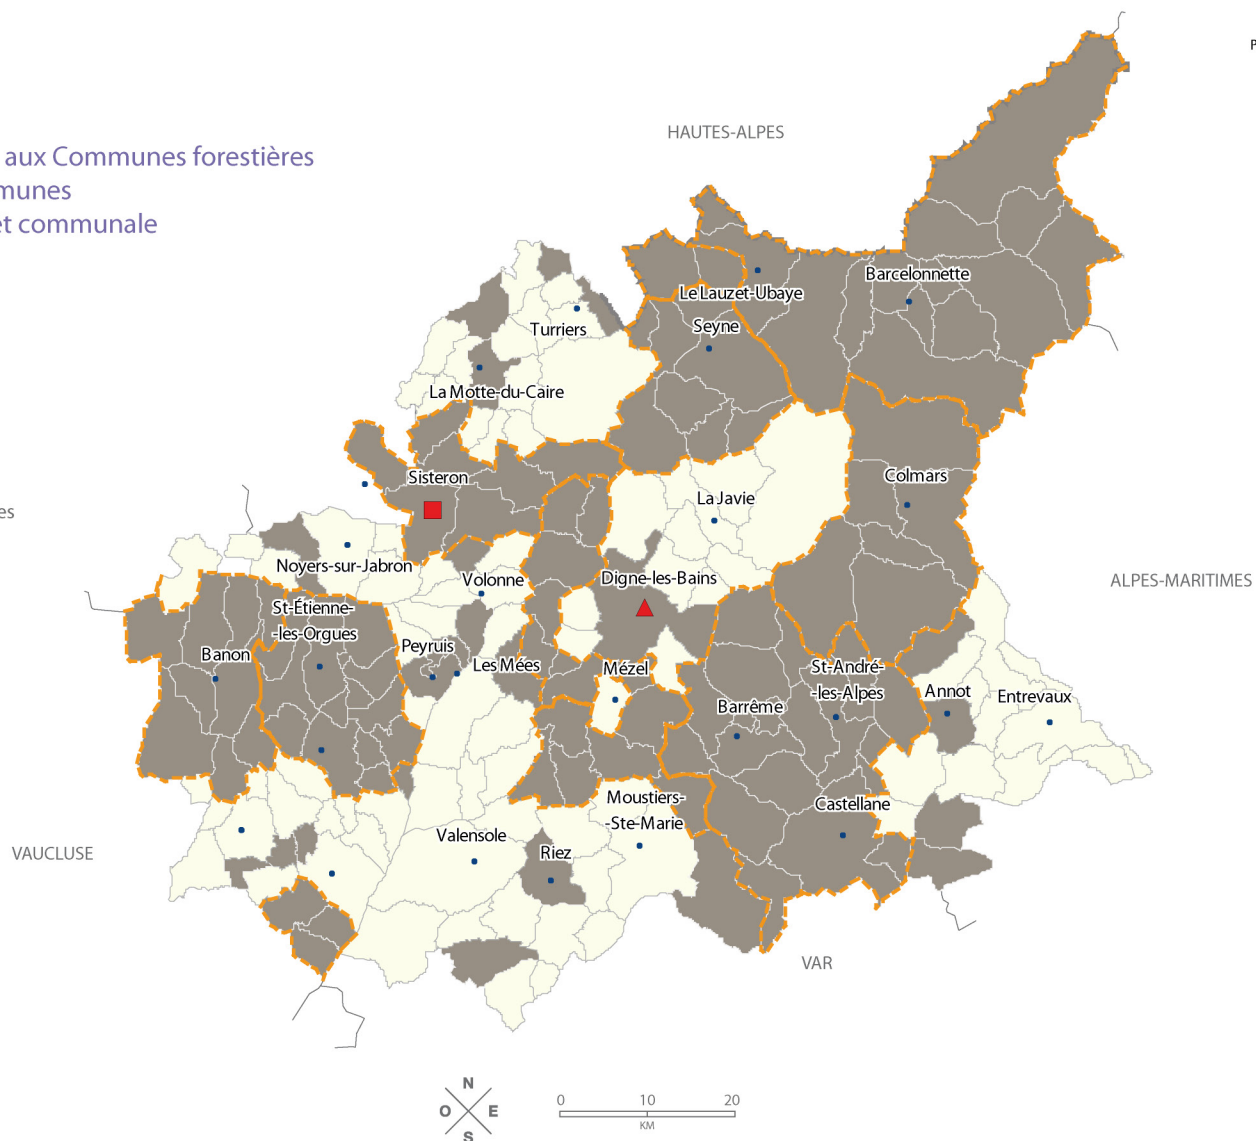 P
HAUTES-ALPES
aux Communes forestières
munes
et communale
Barcelonnette
Le Lauzet-Ubaye
Seyne
Turriers
La Motte-du-Caire
Sisteron
Colmars
La Javie
es
Noyers-sur-Jabron
Volonne
Digne-les-Bains
ALPES-MARITIMES
St-Étienne-
-les-Orgues
Peyruis
Banon
Les Mées
Mézel
St-André-
-les-Alpes
Annot
Entrevaux
Barrême
Moustiers-
-Ste-Marie
Castellane
Valensole
Riez
VAUCLUSE
VAR
N
O E
S
0 10 20
KM